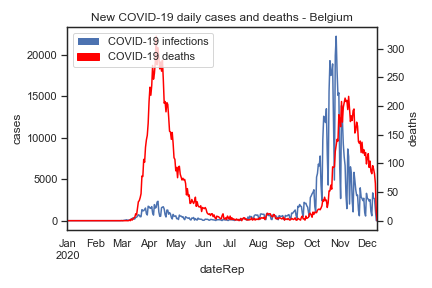 New COVID-19 daily cases and deaths - Belgium
COVID-19 infections
COVID-19 deaths
20000
15000
10000
5000
0
cases
300
250
200
150
100
50
0
deaths
Jan Feb Mar Apr May Jun Jul Aug Sep Oct Nov Dec
2020
dateRep